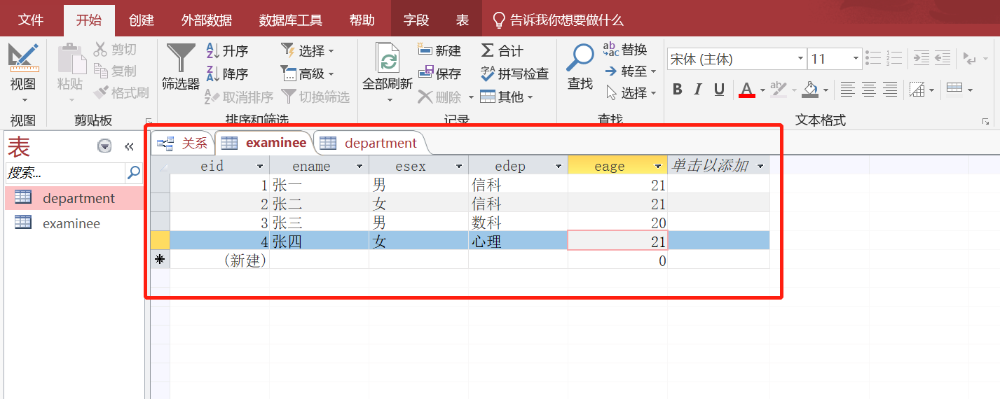 文件 开始 创建 外部数据 数据库工具 帮助 字段 表 告诉我你想要做什么
视图
粘贴
剪切
复制
格式刷
筛选器
升序
降序
取消排序
选择
高级
切换筛选
全部刷新
新建
保存
删除
合计
拼写检查
其他
查找
替换
转至
选择
宋体 (主体) 11
B I U A
视图 剪贴板 排序和筛选 记录 查找 文本格式
表
搜索...
department
examinee
关系 examinee department
eid ename esex edep eage 单击以添加
1 张一 男 信科 21
2 张二 女 信科 21
3 张三 男 数科 20
4 张四 女 心理 21
(新建) 0